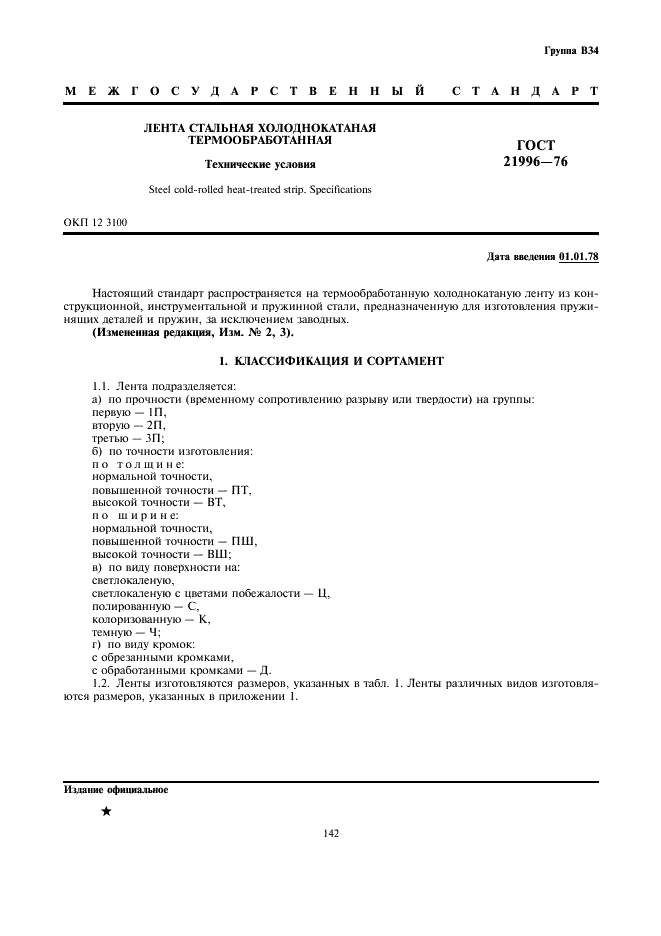 Группа В34
МЕЖГОСУДАРСТВЕННЫЙ СТАНДАРТ
ЛЕНТА СТАЛЬНАЯ ХОЛОДНОКАТАНАЯ
ТЕРМООБРАБОТАННАЯ
Технические условия
Steel cold-rolled heat-treated strip. Specifications
ГОСТ
21996—76
ОКП 12 3100
Дата введения 01.01.78
Настоящий стандарт распространяется на термообработанную холоднокатаную ленту из кон-
струкционной, инструментальной и пружинной стали, предназначенную для изготовления пружи-
нящих деталей и пружин, за исключением заводных.
(Измененная редакция, Изм. № 2, 3).
1. КЛАССИФИКАЦИЯ И СОРТАМЕНТ
1.1. Лента подразделяется:
а) по прочности (временному сопротивлению разрыву или твердости) на группы:
первую — 1П,
вторую — 2П,
третью — 3П;
б) по точности изготовления:
по толщине:
нормальной точности,
повышенной точности — ПТ,
высокой точности — ВТ,
по ширине:
нормальной точности,
повышенной точности — ПШ,
высокой точности — ВШ;
в) по виду поверхности на:
светлокаленую,
светлокаленую с цветами побежалости — Ц,
полированную — С,
колоризованную — К,
темную — Ч;
г) по виду кромок:
с обрезанными кромками,
с обработанными кромками — Д.
1.2. Ленты изготовляются размеров, указанных в табл. 1. Ленты различных видов изготовля-
ются размеров, указанных в приложении 1.
Издание официальное
★
142